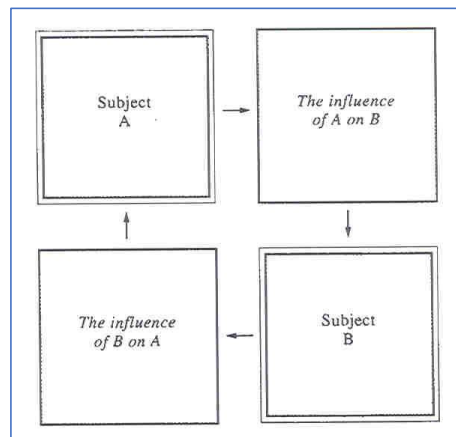 Subject
A
The influence
of A on B
The influence
of B on A
Subject
B